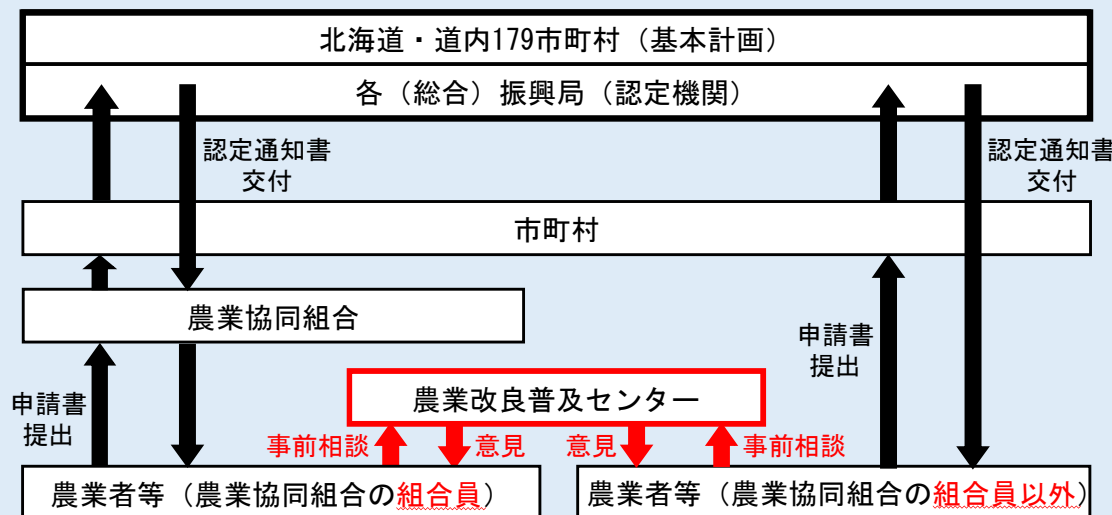 北海道・道内179市町村（基本計画）
各（総合）振興局（認定機関）
認定通知書
交付
認定通知書
交付
市町村
農業協同組合
申請書
提出
農業改良普及センター
申請書
提出
事前相談
意見
意見
事前相談
農業者等（農業協同組合の組合員）
農業者等（農業協同組合の組合員以外）